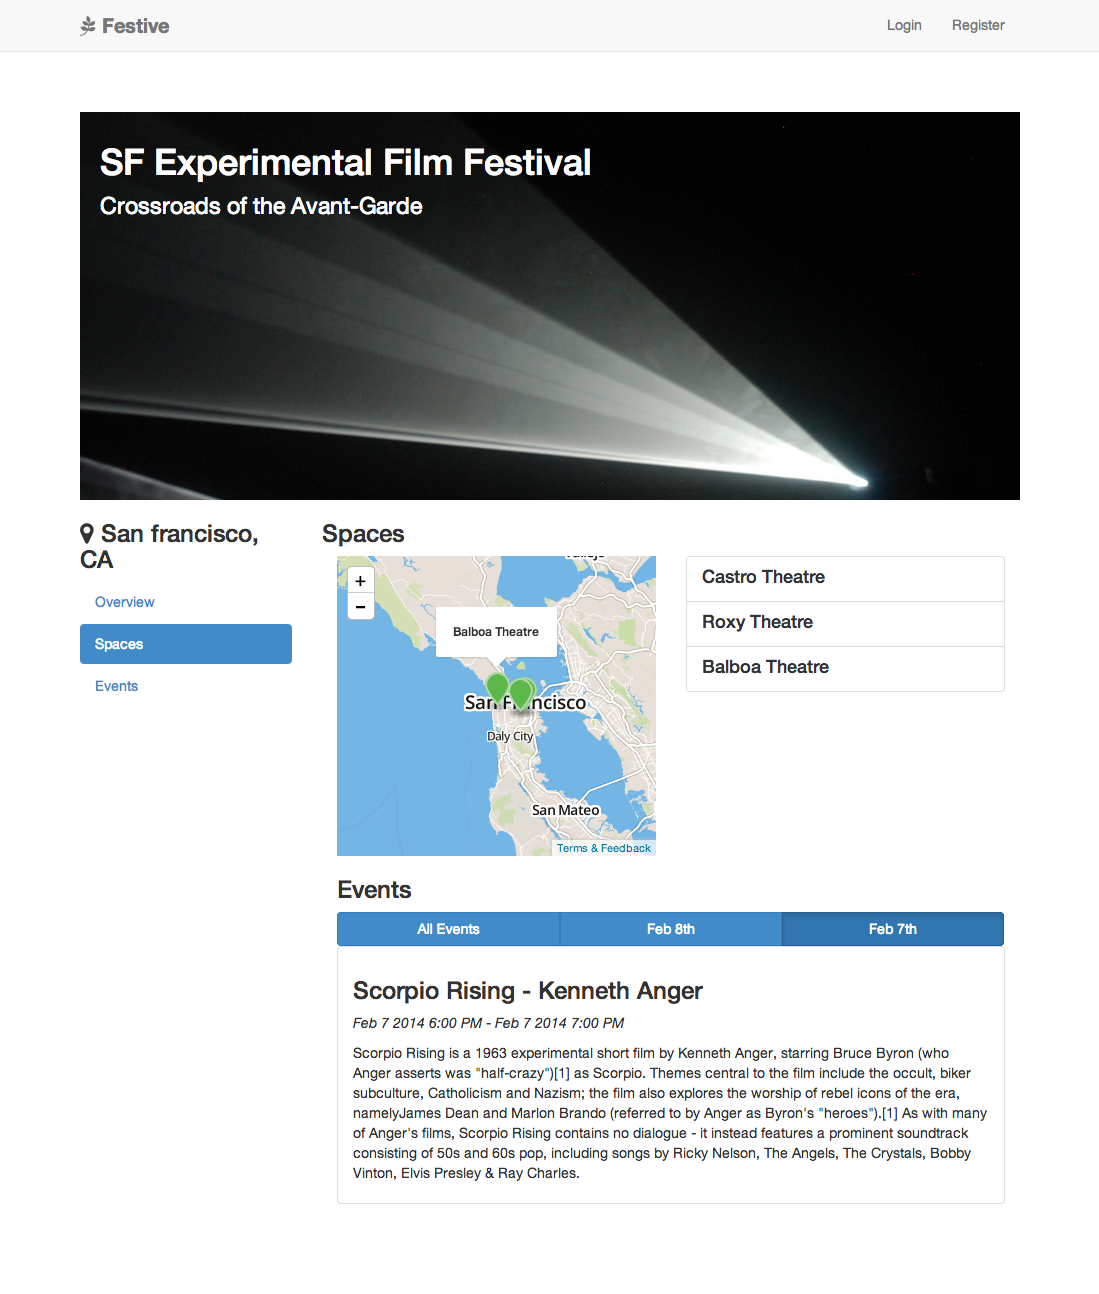 Festive
Login
Register
SF Experimental Film Festival
Crossroads of the Avant-Garde
San francisco,
CA
Overview
Spaces
Events
Spaces
+
−
Balboa Theatre
San Francisco
Daly City
San Mateo
Terms & Feedback
Castro Theatre
Roxy Theatre
Balboa Theatre
Events
All Events
Feb 8th
Feb 7th
Scorpio Rising - Kenneth Anger
Feb 7 2014 6:00 PM - Feb 7 2014 7:00 PM
Scorpio Rising is a 1963 experimental short film by Kenneth Anger, starring Bruce Byron (who
Anger asserts was "half-crazy")[1] as Scorpio. Themes central to the film include the occult, biker
subculture, Catholicism and Nazism; the film also explores the worship of rebel icons of the era,
namelyJames Dean and Marlon Brando (referred to by Anger as Byron's "heroes").[1] As with many
of Anger's films, Scorpio Rising contains no dialogue - it instead features a prominent soundtrack
consisting of 50s and 60s pop, including songs by Ricky Nelson, The Angels, The Crystals, Bobby
Vinton, Elvis Presley & Ray Charles.